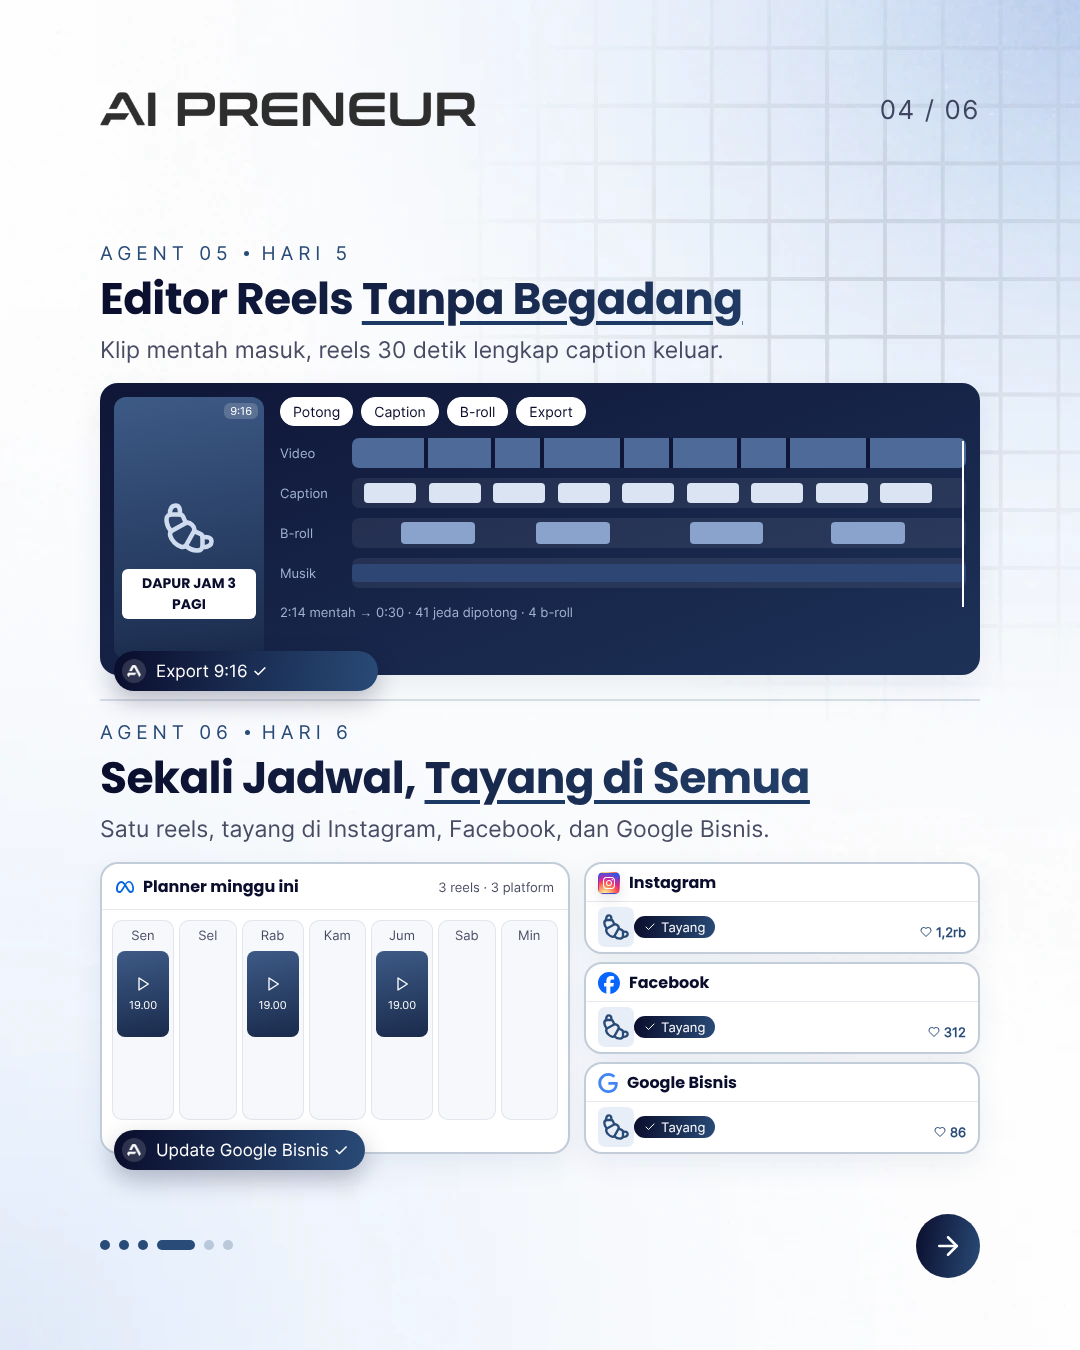 AI PRENEUR
04 / 06
AGENT 05 • HARI 5
Editor Reels Tanpa Begadang
Klip mentah masuk, reels 30 detik lengkap caption keluar.
9:16
DAPUR JAM 3
PAGI
Potong Caption B-roll Export
Video
Caption
B-roll
Musik
2:14 mentah → 0:30 · 41 jeda dipotong · 4 b-roll
Export 9:16 ✓
AGENT 06 • HARI 6
Sekali Jadwal, Tayang di Semua
Satu reels, tayang di Instagram, Facebook, dan Google Bisnis.
Planner minggu ini
3 reels · 3 platform
Sen Sel Rab Kam Jum Sab Min
19.00 19.00 19.00
Update Google Bisnis ✓
Instagram
✓ Tayang
1,2rb
Facebook
✓ Tayang
312
Google Bisnis
✓ Tayang
86